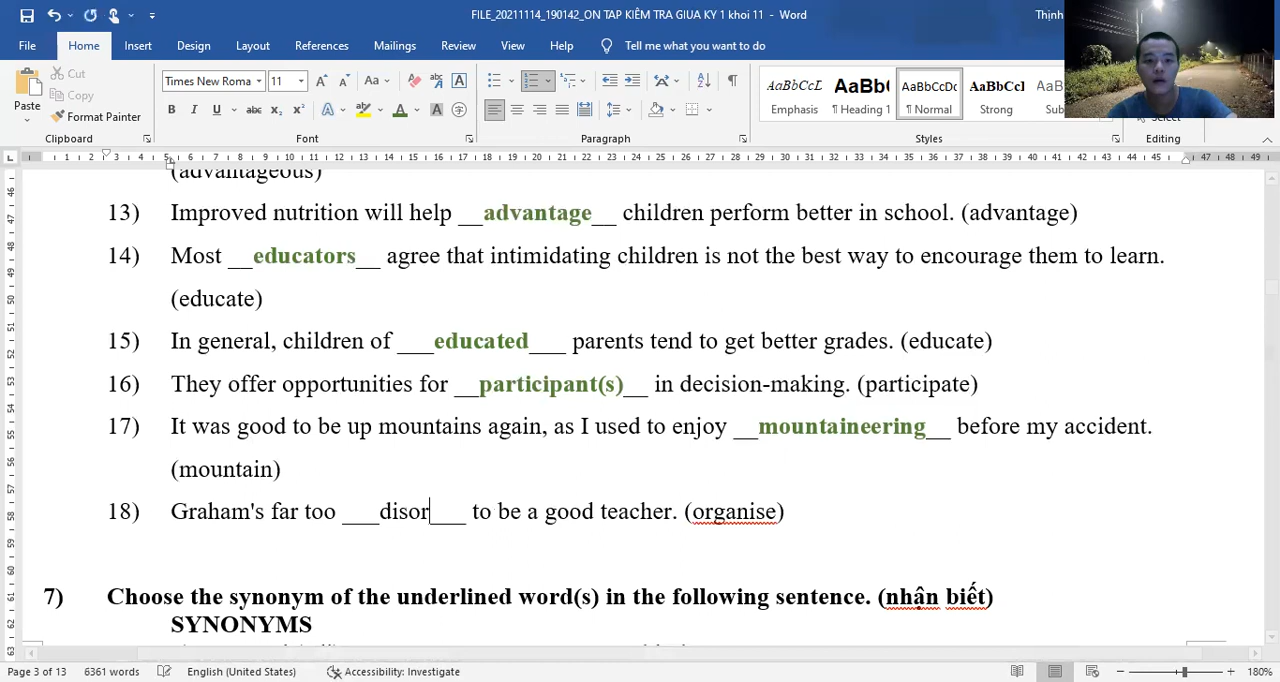 FILE_20211114_190142_ON TAP KIÊM TRA GIUA KY 1 khoi 11 - Word
Thịnh
File Home Insert Design Layout References Mailings Review View Help Tell me what you want to do
Paste
Cut
Copy
Format Painter
Clipboard
Times New Roma 11
Font
Paragraph
AaBbCcL Emphasis
AaBb( ¶ Heading 1
AaBbCcDc ¶ Normal
AaBbCcl Strong
Styles
Select
Editing
(advantageous)
13) Improved nutrition will help __advantage__ children perform better in school. (advantage)
14) Most __educators__ agree that intimidating children is not the best way to encourage them to learn.
(educate)
15) In general, children of ___educated___ parents tend to get better grades. (educate)
16) They offer opportunities for __participant(s)__ in decision-making. (participate)
17) It was good to be up mountains again, as I used to enjoy __mountaineering__ before my accident.
(mountain)
18) Graham's far too ___disor___ to be a good teacher. (organise)
7) Choose the synonym of the underlined word(s) in the following sentence. (nhận biết)
SYNONYMS
Page 3 of 13 6361 words English (United States) Accessibility: Investigate 180%